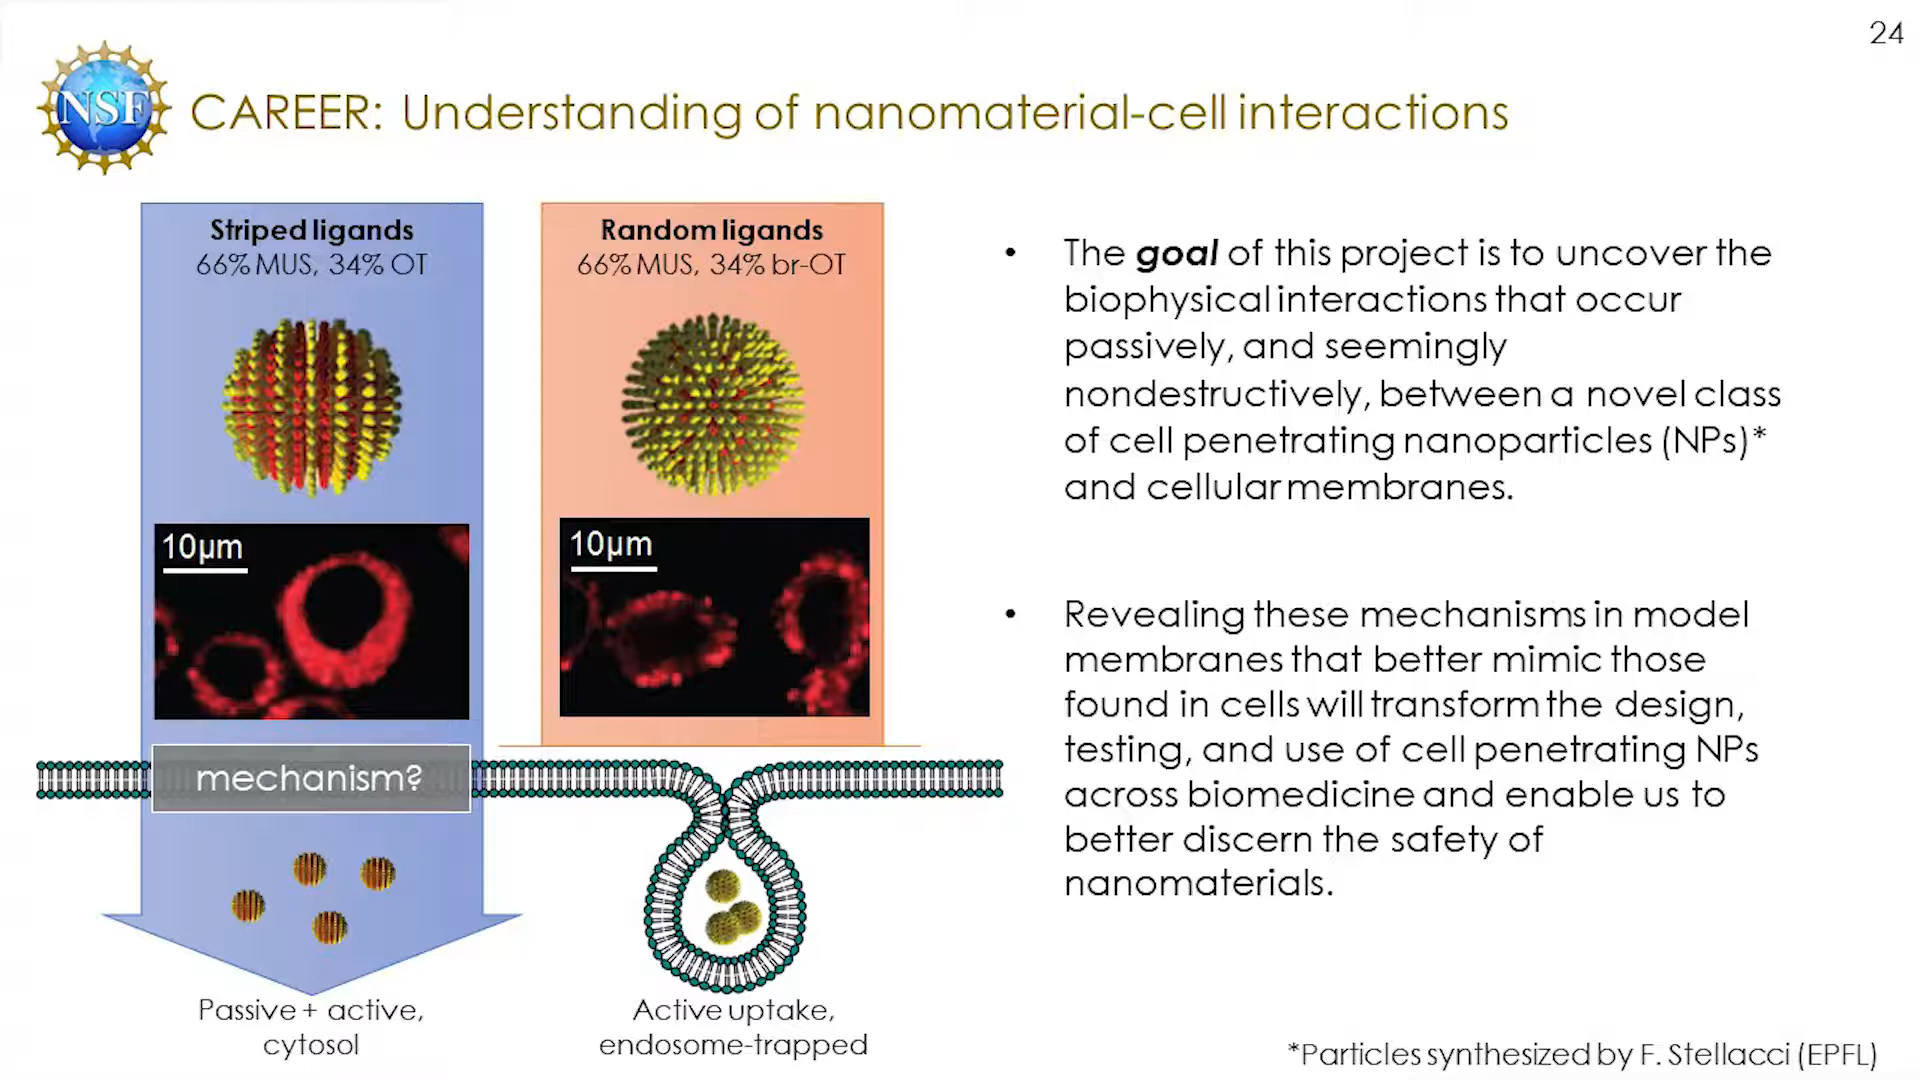 24
NSF
CAREER: Understanding of nanomaterial-cell interactions
Striped ligands
66% MUS, 34% OT
10µm
mechanism?
Passive + active,
cytosol
Random ligands
66% MUS, 34% br-OT
10µm
Active uptake,
endosome-trapped
• The goal of this project is to uncover the
biophysical interactions that occur
passively, and seemingly
nondestructively, between a novel class
of cell penetrating nanoparticles (NPs)*
and cellular membranes.
• Revealing these mechanisms in model
membranes that better mimic those
found in cells will transform the design,
testing, and use of cell penetrating NPs
across biomedicine and enable us to
better discern the safety of
nanomaterials.
*Particles synthesized by F. Stellacci (EPFL)